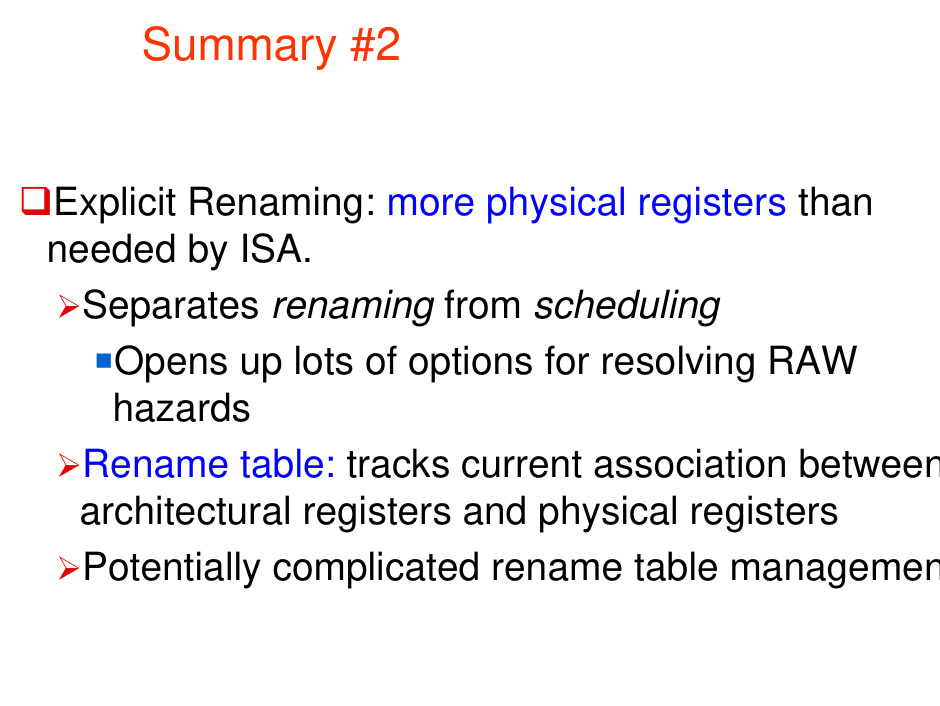 Summary #2
Explicit Renaming: more physical registers than
needed by ISA.
Separates renaming from scheduling
Opens up lots of options for resolving RAW
hazards
Rename table: tracks current association between
architectural registers and physical registers
Potentially complicated rename table managemen